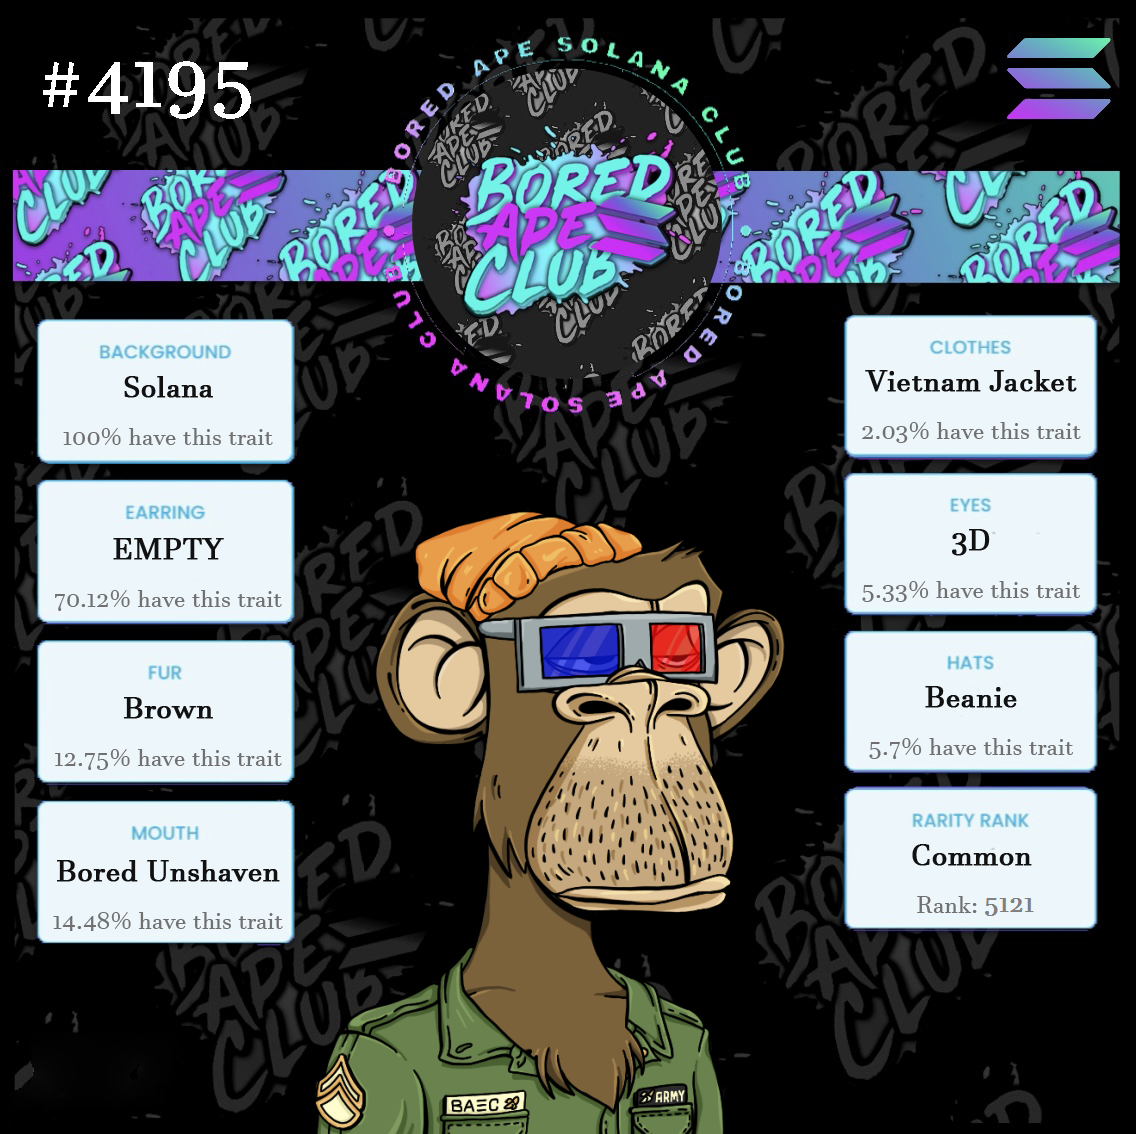 #4195
BORED APE SOLANA CLUB
BORED APE SOLANA CLUB
BORED
APE
CLUB
BACKGROUND
Solana
100% have this trait
EARRING
EMPTY
70.12% have this trait
FUR
Brown
12.75% have this trait
MOUTH
Bored Unshaven
14.48% have this trait
CLOTHES
Vietnam Jacket
2.03% have this trait
EYES
3D
5.33% have this trait
HATS
Beanie
5.7% have this trait
RARITY RANK
Common
Rank: 5121
BAEC
ARMY